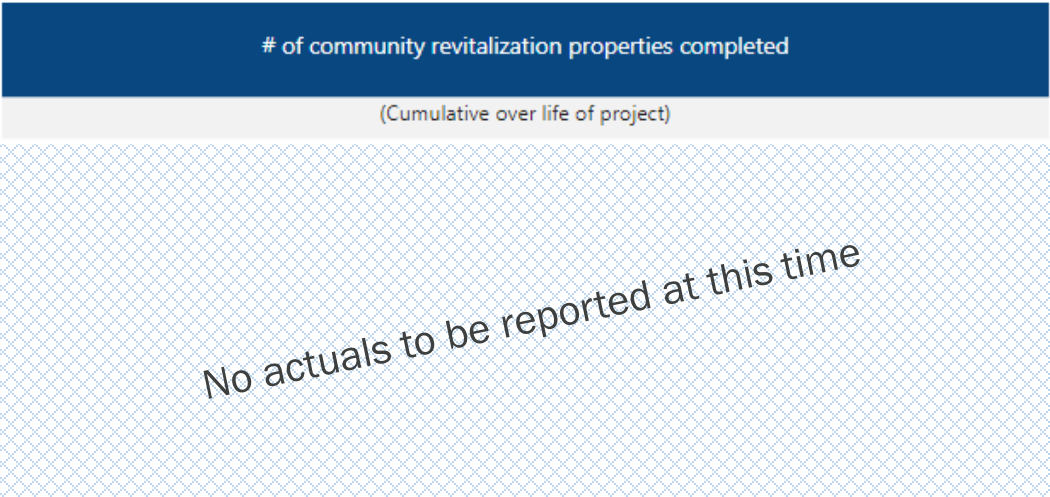 # of community revitalization properties completed
(Cumulative over life of project)
No actuals to be reported at this time